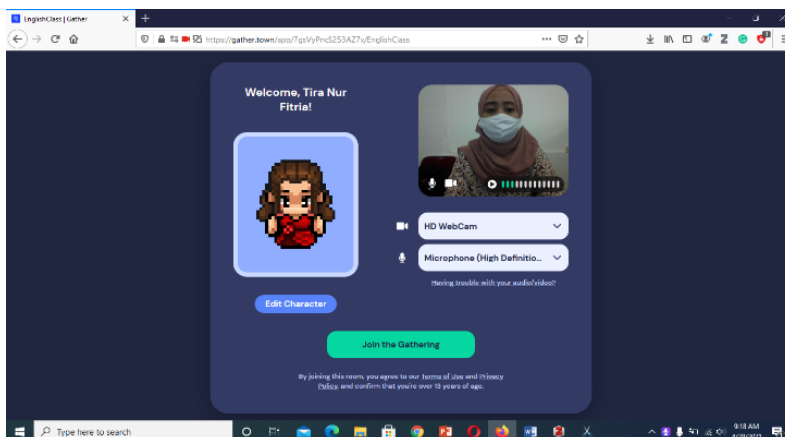 EnglishClass | Gather
https://gather.town/app/7gsVyPncS253AZ7x/EnglishClass
Welcome, Tira Nur
Fitria!
HD WebCam
Microphone (High Definitio...
Having trouble with your audio/video?
Edit Character
Join the Gathering
By joining this room, you agree to our Terms of Use and Privacy
Policy, and confirm that you're over 13 years of age.
Type here to search
9:18 AM